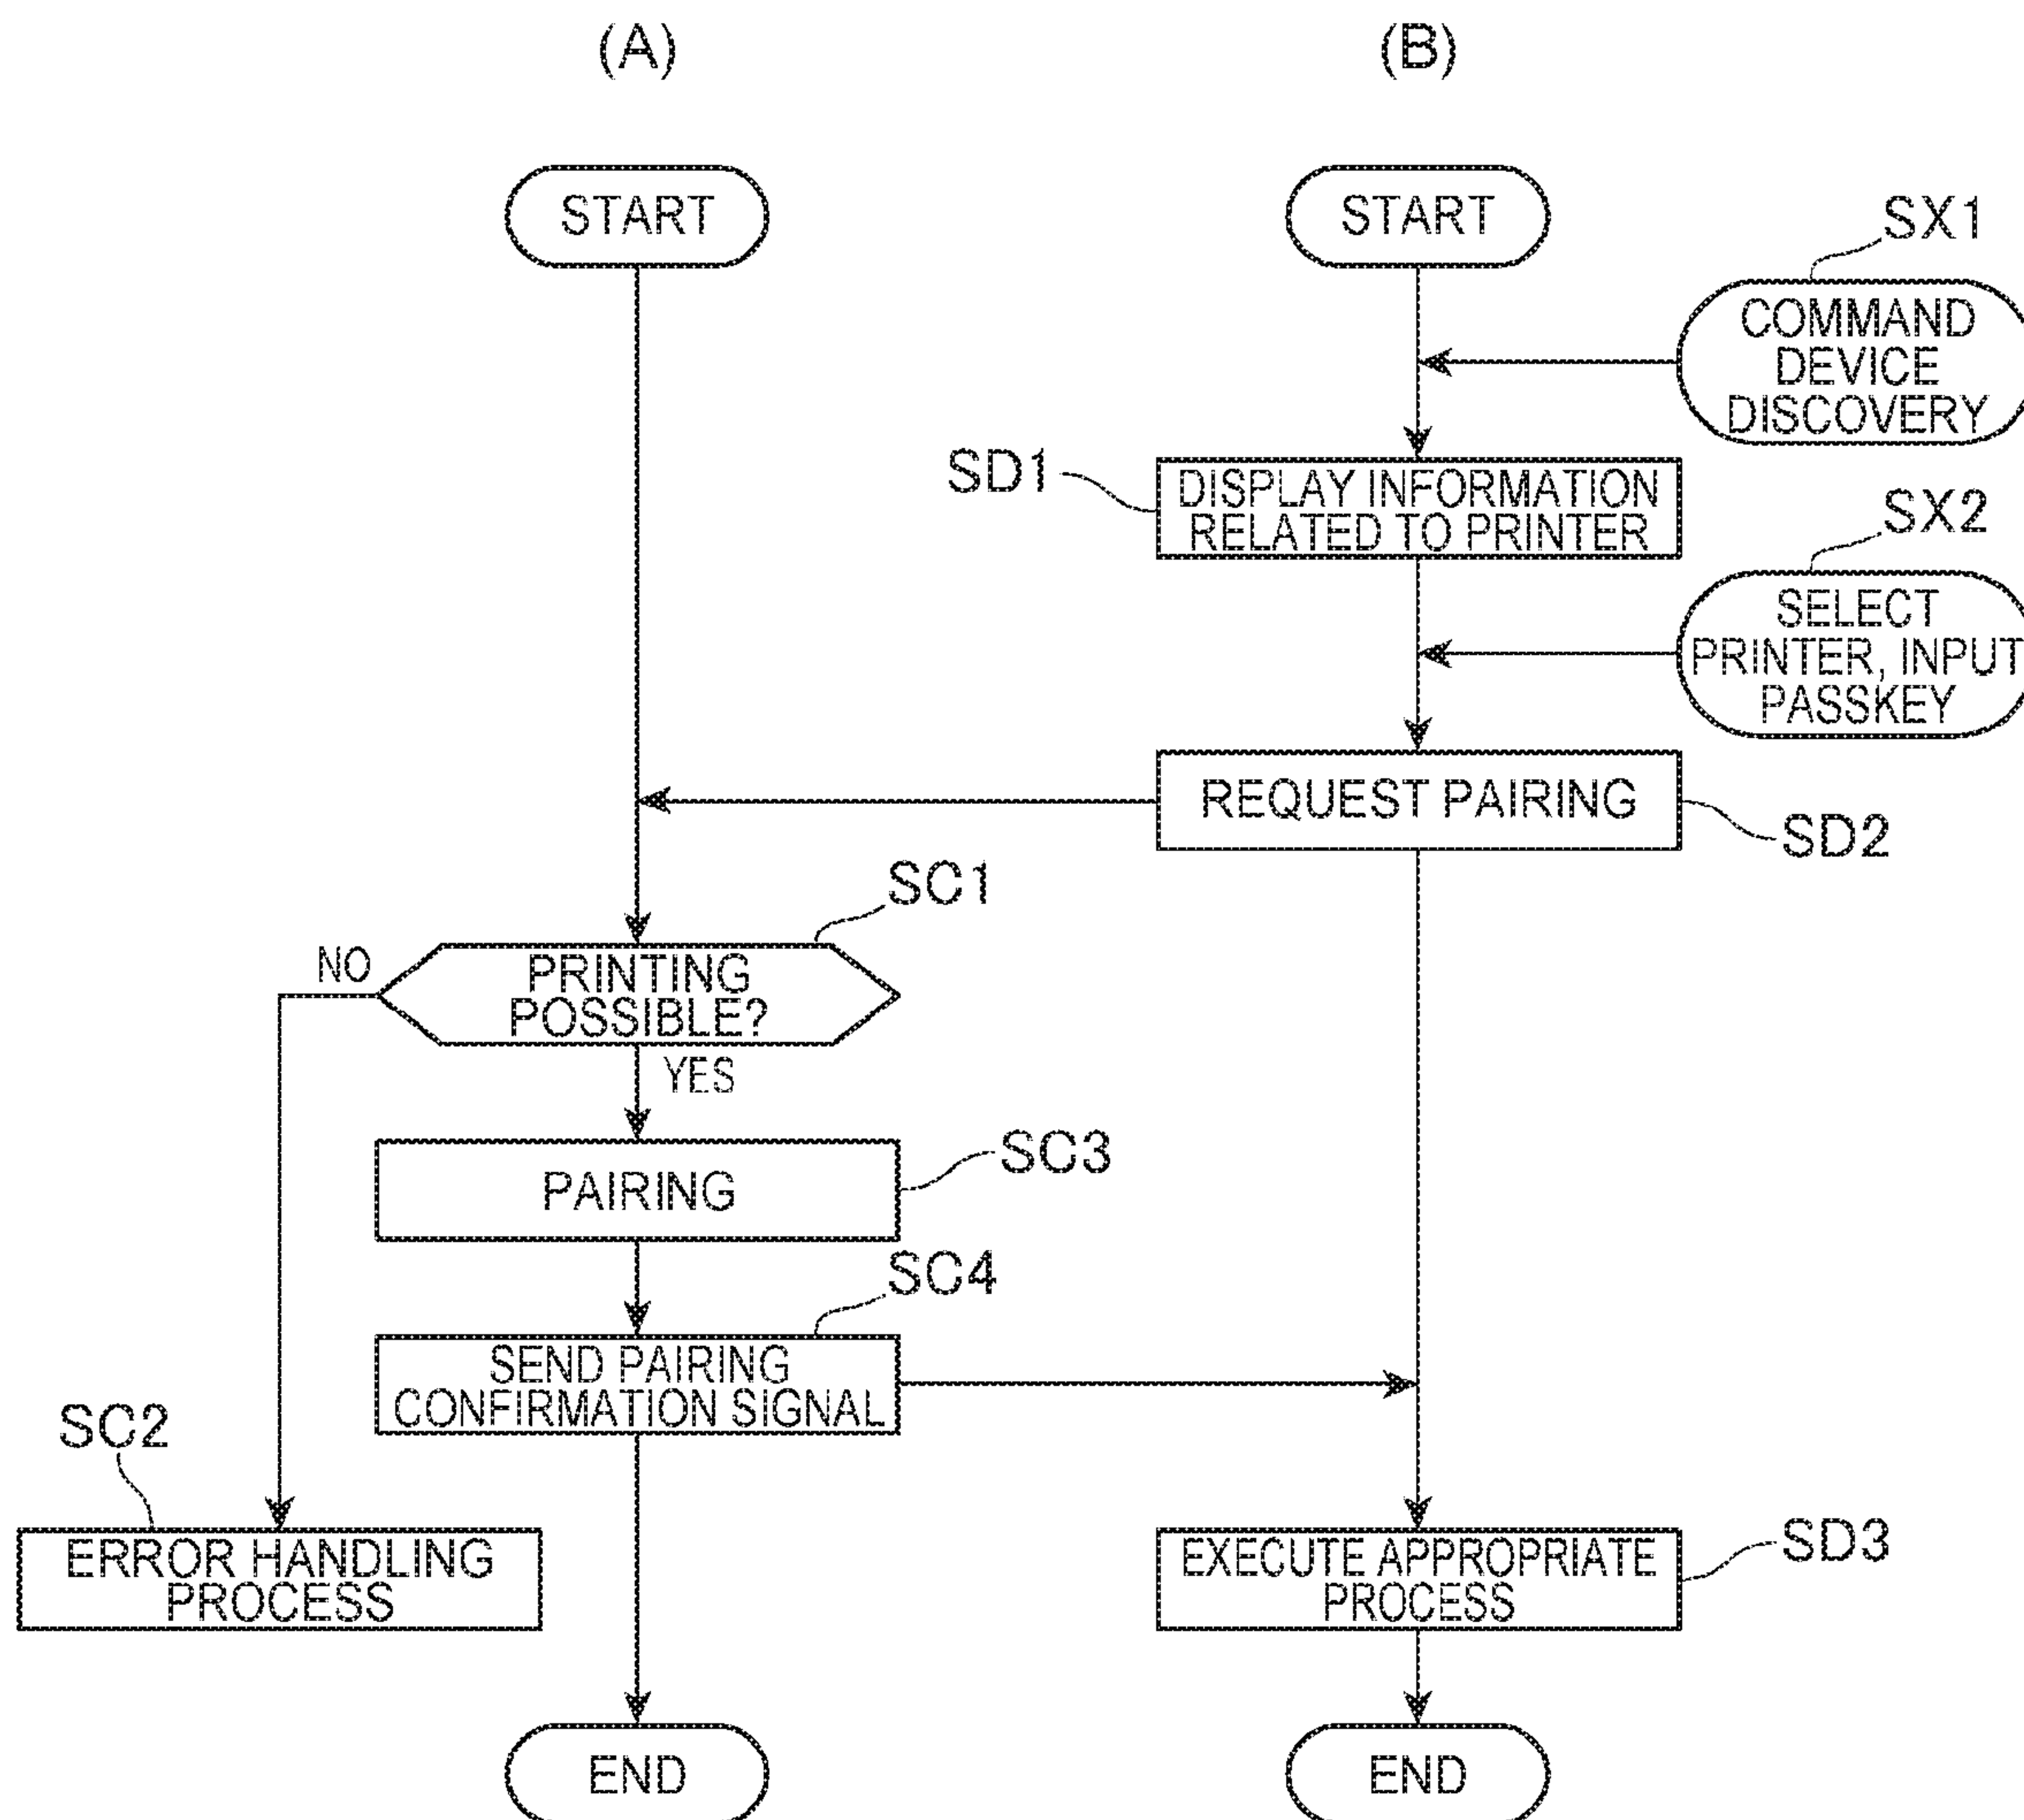 (A)
(B)
START
START
SX1
COMMAND
DEVICE
DISCOVERY
SD1
DISPLAY INFORMATION
RELATED TO PRINTER
SX2
SELECT
PRINTER, INPUT
PASSKEY
REQUEST PAIRING
SD2
SC1
NO
PRINTING
POSSIBLE?
YES
SC3
PAIRING
SC4
SEND PAIRING
CONFIRMATION SIGNAL
SC2
ERROR HANDLING
PROCESS
EXECUTE APPROPRIATE
PROCESS
SD3
END
END